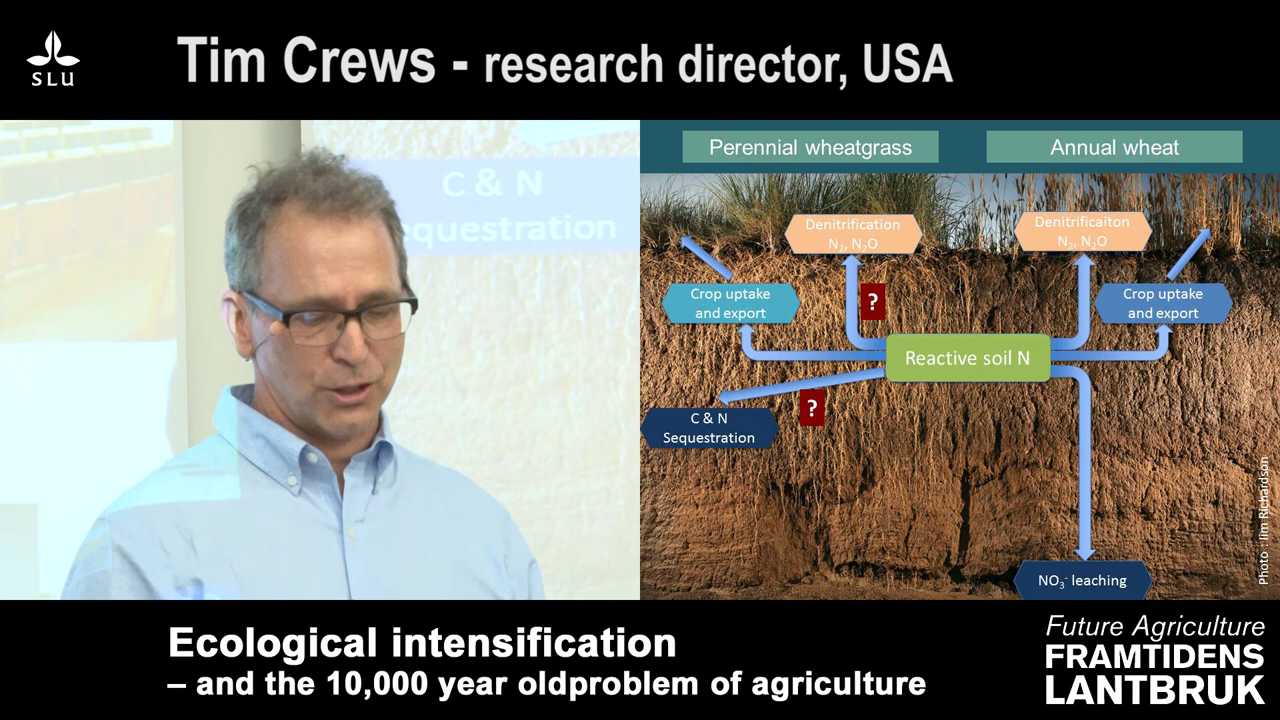 SLU
Tim Crews - research director, USA
C & N
equestration
Perennial wheatgrass
Annual wheat
Denitrification
N2, N2O
Denitrificaiton
N2, N2O
Crop uptake
and export
?
Crop uptake
and export
Reactive soil N
?
C & N
Sequestration
NO3- leaching
Photo : Jim Richardson
Ecological intensification
– and the 10,000 year oldproblem of agriculture
Future Agriculture
FRAMTIDENS
LANTBRUK